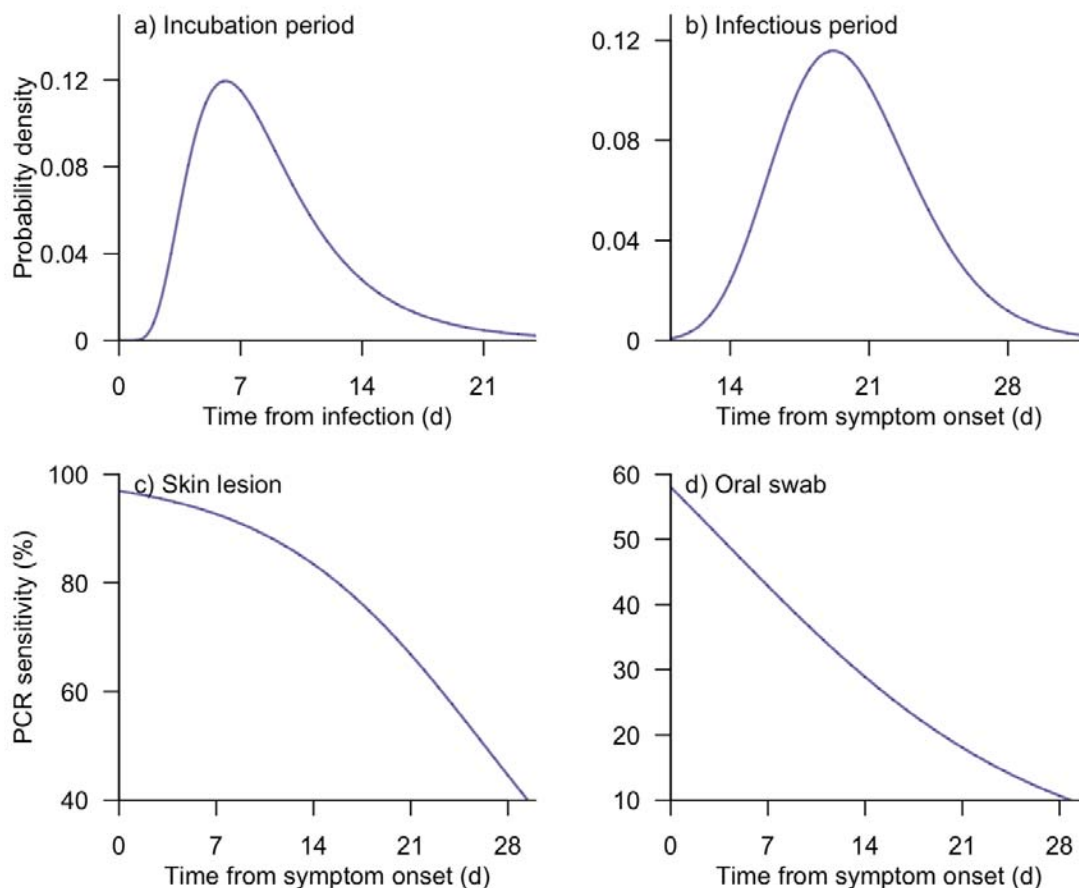 a) Incubation period
Probability density
0.12
0.08
0.04
0
0 7 14 21
Time from infection (d)
b) Infectious period
0.12
0.08
0.04
0
14 21 28
Time from symptom onset (d)
c) Skin lesion
PCR sensitivity (%)
100
80
60
40
0 7 14 21 28
Time from symptom onset (d)
d) Oral swab
60
50
40
30
20
10
0 7 14 21 28
Time from symptom onset (d)